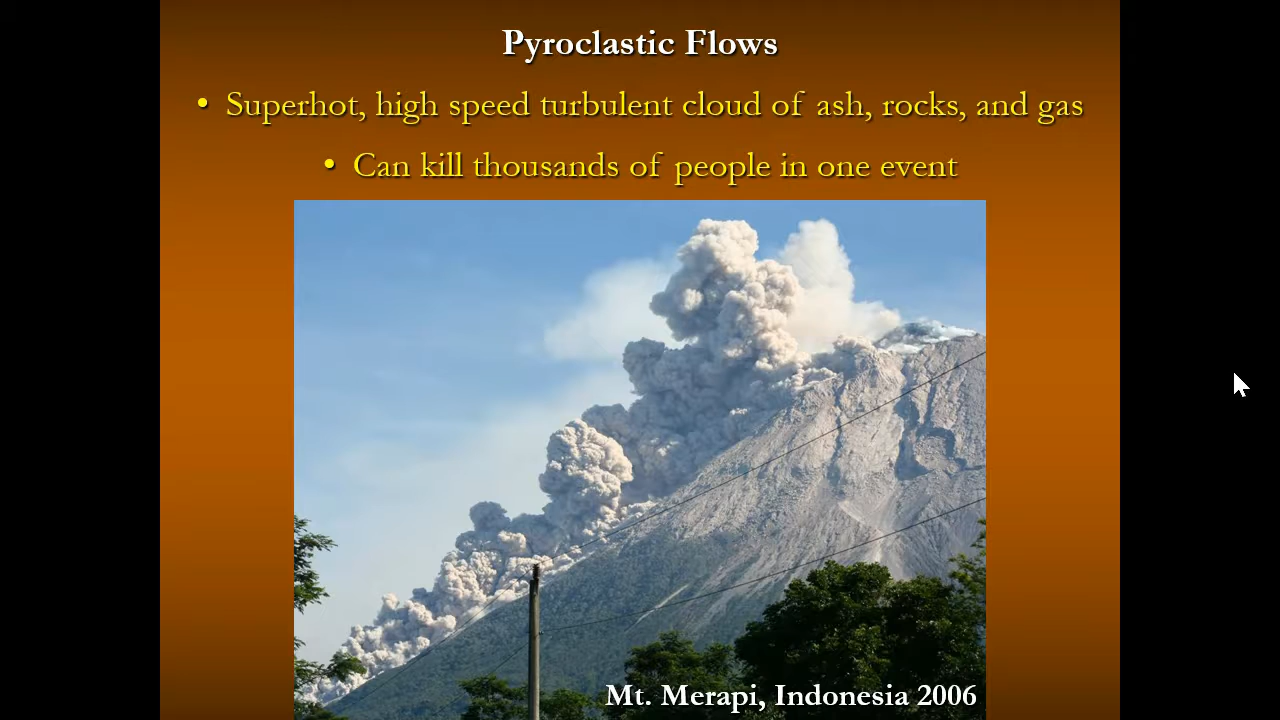 Pyroclastic Flows
• Superhot, high speed turbulent cloud of ash, rocks, and gas
• Can kill thousands of people in one event
Mt. Merapi, Indonesia 2006